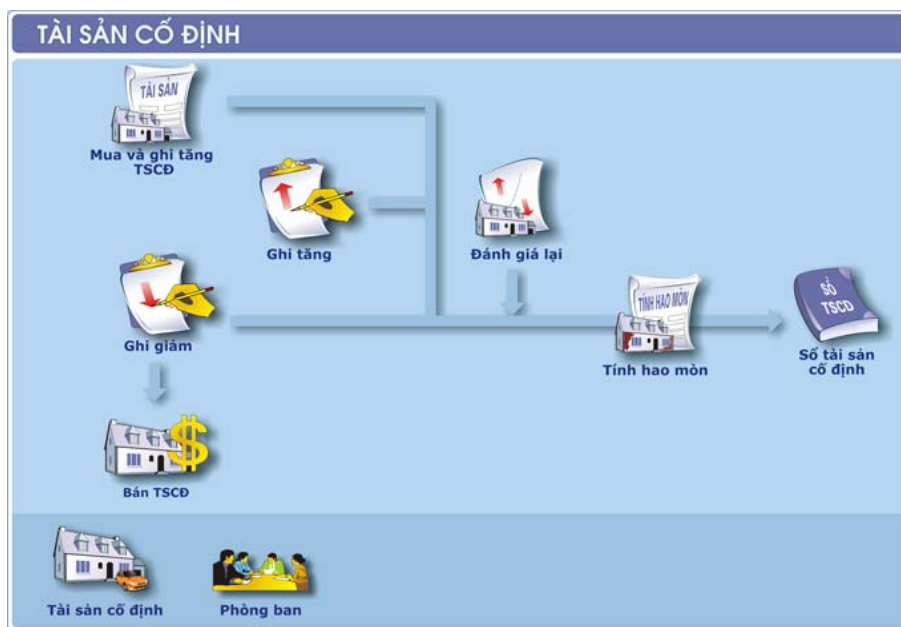 TÀI SẢN CỐ ĐỊNH
TÀI SẢN
Mua và ghi tăng
TSCĐ
Ghi tăng
Đánh giá lại
Ghi giảm
TÍNH HAO MÒN
Tính hao mòn
SỔ
TSCD
Sổ tài sản
cố định
Bán TSCĐ
Tài sản cố định
Phòng ban